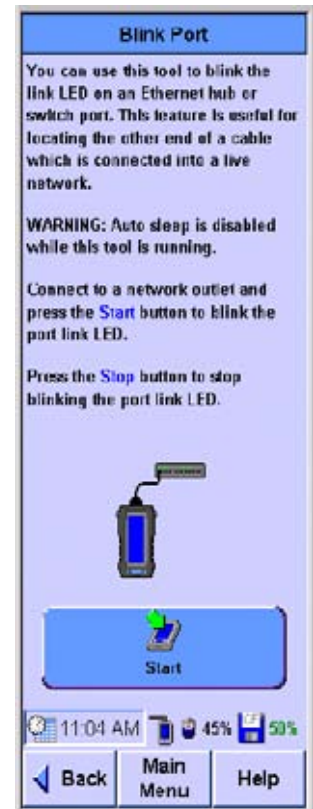 Blink Port
You can use this tool to blink the
link LED on an Ethernet hub or
switch port. This feature is useful for
locating the other end of a cable
which is connected into a live
network.
WARNING: Auto sleep is disabled
while this tool is running.
Connect to a network outlet and
press the Start button to blink the
port link LED.
Press the Stop button to stop
blinking the port link LED.
Start
11:04 AM 45% 50%
Back
Main
Menu
Help